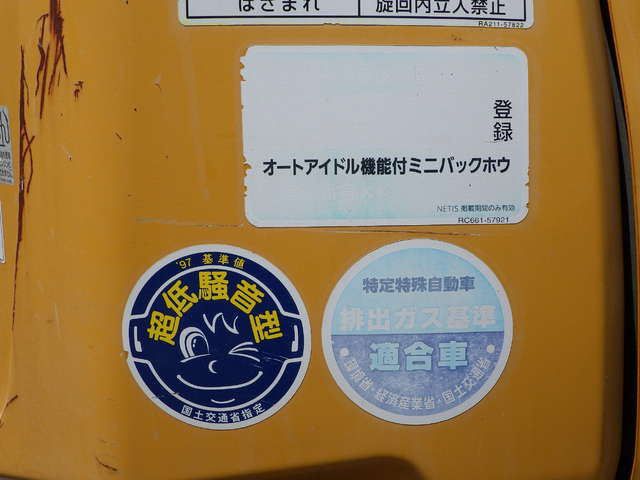 はさまれ
旋回内立入禁止
RA211-57822
登録
オートアイドル機能付ミニバックホウ
NETIS 掲載期間のみ有効
RC661-57921
'97 基準値
超低騒音型
国土交通省指定
特定特殊自動車
排出ガス基準
適合車
環境省・経済産業省・国土交通省